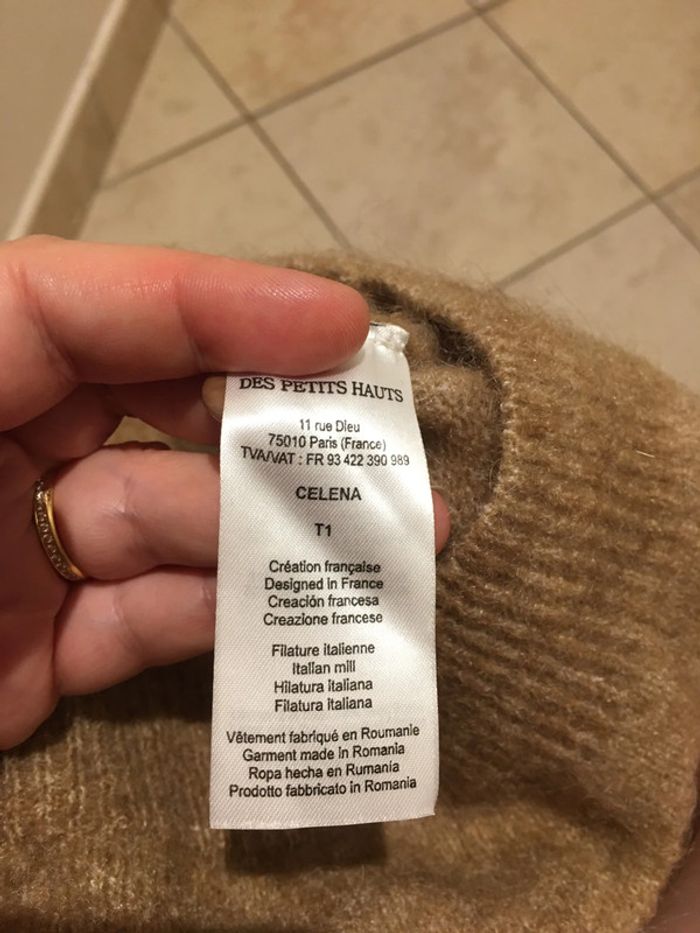 DES PETITS HAUTS
11 rue Dieu
75010 Paris (France)
TVA/VAT : FR 93 422 390 989
CELENA
T1
Création française
Designed in France
Creación francesa
Creazione francese
Filature italienne
Italian mill
Hilatura italiana
Filatura italiana
Vêtement fabriqué en Roumanie
Garment made in Romania
Ropa hecha en Rumania
Prodotto fabbricato in Romania